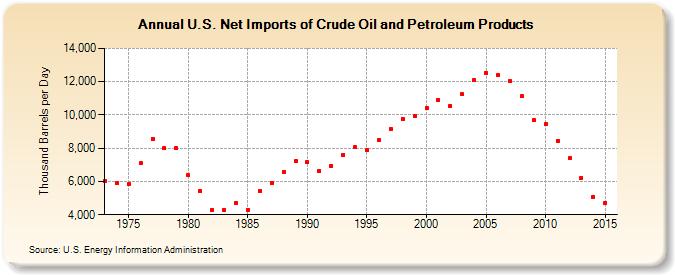 Annual U.S. Net Imports of Crude Oil and Petroleum Products
Thousand Barrels per Day
14,000
12,000
10,000
8,000
6,000
4,000
1975 1980 1985 1990 1995 2000 2005 2010 2015
Source: U.S. Energy Information Administration